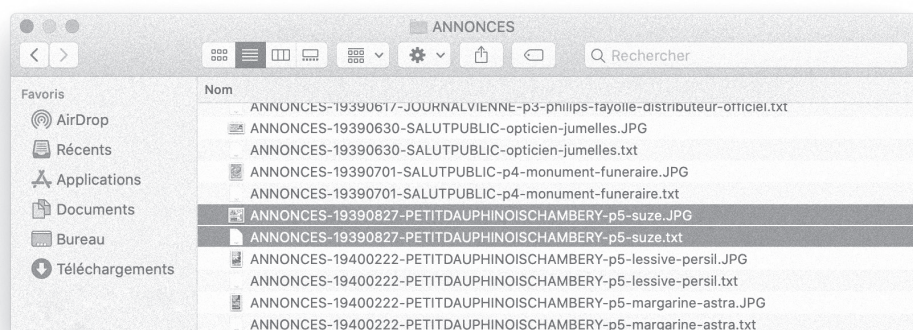 ANNONCES
Rechercher
Favoris
AirDrop
Récents
Applications
Documents
Bureau
Téléchargements
Nom
ANNONCES-19390617-JOURNALVIENNE-p3-philips-fayolle-distributeur-officiel.txt
ANNONCES-19390630-SALUTPUBLIC-opticien-jumelles.JPG
ANNONCES-19390630-SALUTPUBLIC-opticien-jumelles.txt
ANNONCES-19390701-SALUTPUBLIC-p4-monument-funeraire.JPG
ANNONCES-19390701-SALUTPUBLIC-p4-monument-funeraire.txt
ANNONCES-19390827-PETITDAUPHINOISCHAMBERY-p5-suze.JPG
ANNONCES-19390827-PETITDAUPHINOISCHAMBERY-p5-suze.txt
ANNONCES-19400222-PETITDAUPHINOISCHAMBERY-p5-lessive-persil.JPG
ANNONCES-19400222-PETITDAUPHINOISCHAMBERY-p5-lessive-persil.txt
ANNONCES-19400222-PETITDAUPHINOISCHAMBERY-p5-margarine-astra.JPG
ANNONCES-19400222-PETITDAUPHINOISCHAMBERY-p5-margarine-astra.txt